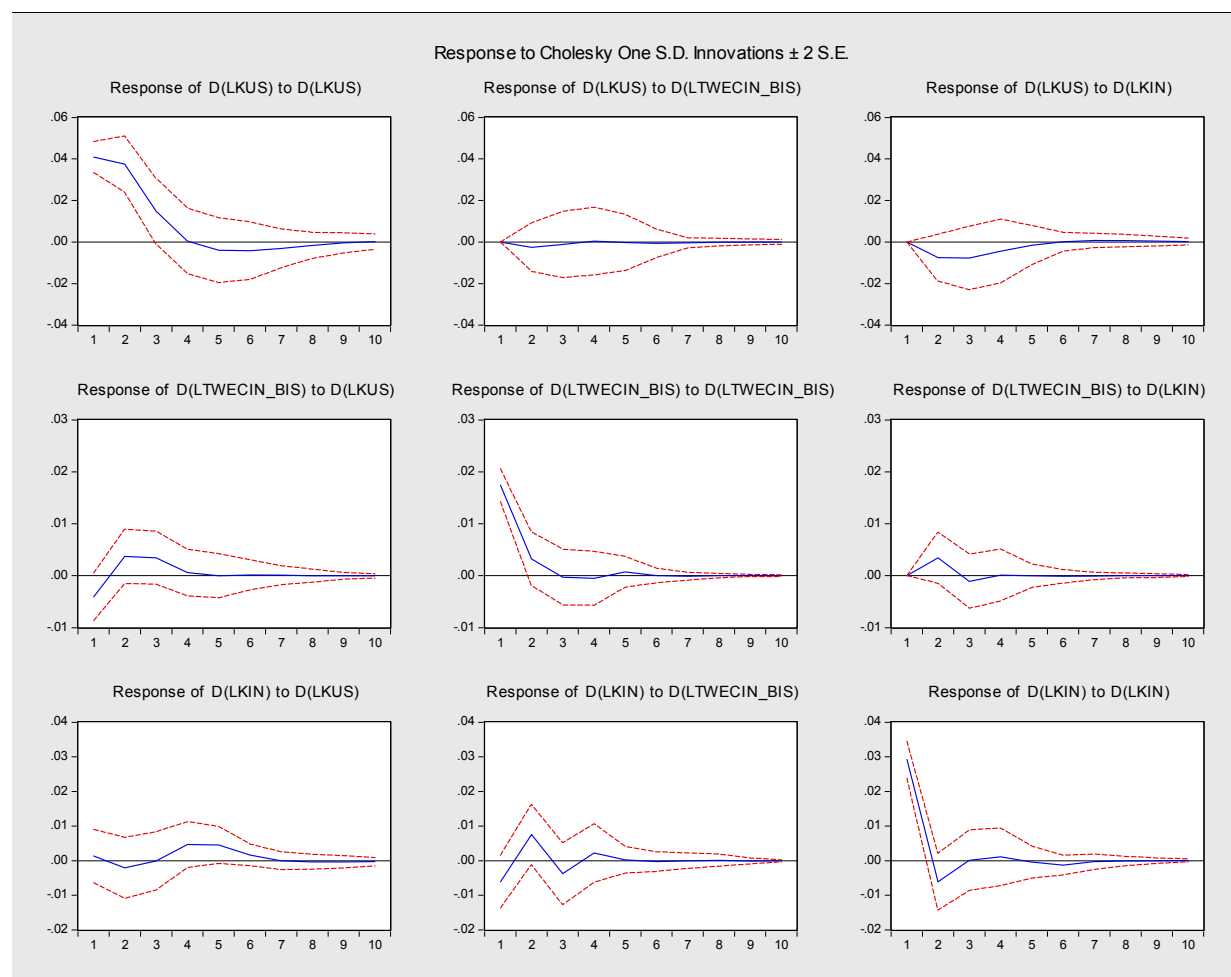 Response to Cholesky One S.D. Innovations ± 2 S.E.
Response of D(LKUS) to D(LKUS)
.06
.04
.02
.00
-.02
-.04
1 2 3 4 5 6 7 8 9 10
Response of D(LKUS) to D(LTWECIN_BIS)
.06
.04
.02
.00
-.02
-.04
1 2 3 4 5 6 7 8 9 10
Response of D(LKUS) to D(LKIN)
.06
.04
.02
.00
-.02
-.04
1 2 3 4 5 6 7 8 9 10
Response of D(LTWECIN_BIS) to D(LKUS)
.03
.02
.01
.00
-.01
1 2 3 4 5 6 7 8 9 10
Response of D(LTWECIN_BIS) to D(LTWECIN_BIS)
.03
.02
.01
.00
-.01
1 2 3 4 5 6 7 8 9 10
Response of D(LTWECIN_BIS) to D(LKIN)
.03
.02
.01
.00
-.01
1 2 3 4 5 6 7 8 9 10
Response of D(LKIN) to D(LKUS)
.04
.03
.02
.01
.00
-.01
-.02
1 2 3 4 5 6 7 8 9 10
Response of D(LKIN) to D(LTWECIN_BIS)
.04
.03
.02
.01
.00
-.01
-.02
1 2 3 4 5 6 7 8 9 10
Response of D(LKIN) to D(LKIN)
.04
.03
.02
.01
.00
-.01
-.02
1 2 3 4 5 6 7 8 9 10